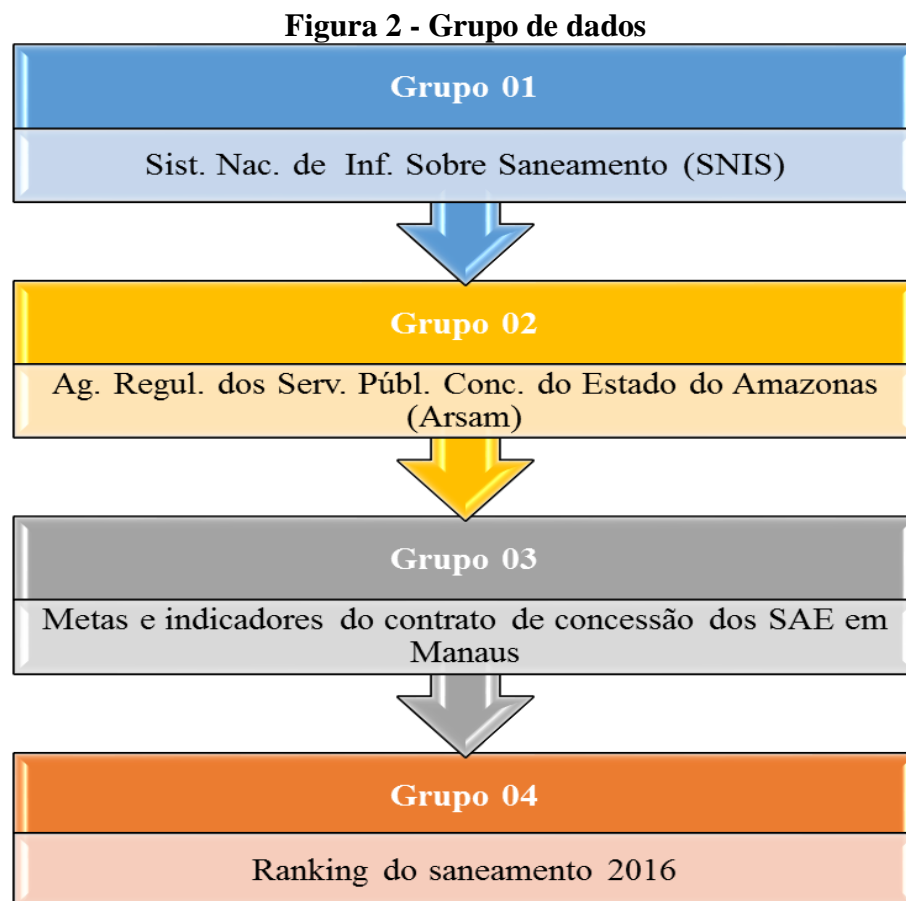 Figura 2 - Grupo de dados
Grupo 01
Sist. Nac. de Inf. Sobre Saneamento (SNIS)
Grupo 02
Ag. Regul. dos Serv. Públ. Conc. do Estado do Amazonas
(Arsam)
Grupo 03
Metas e indicadores do contrato de concessão dos SAE em
Manaus
Grupo 04
Ranking do saneamento 2016